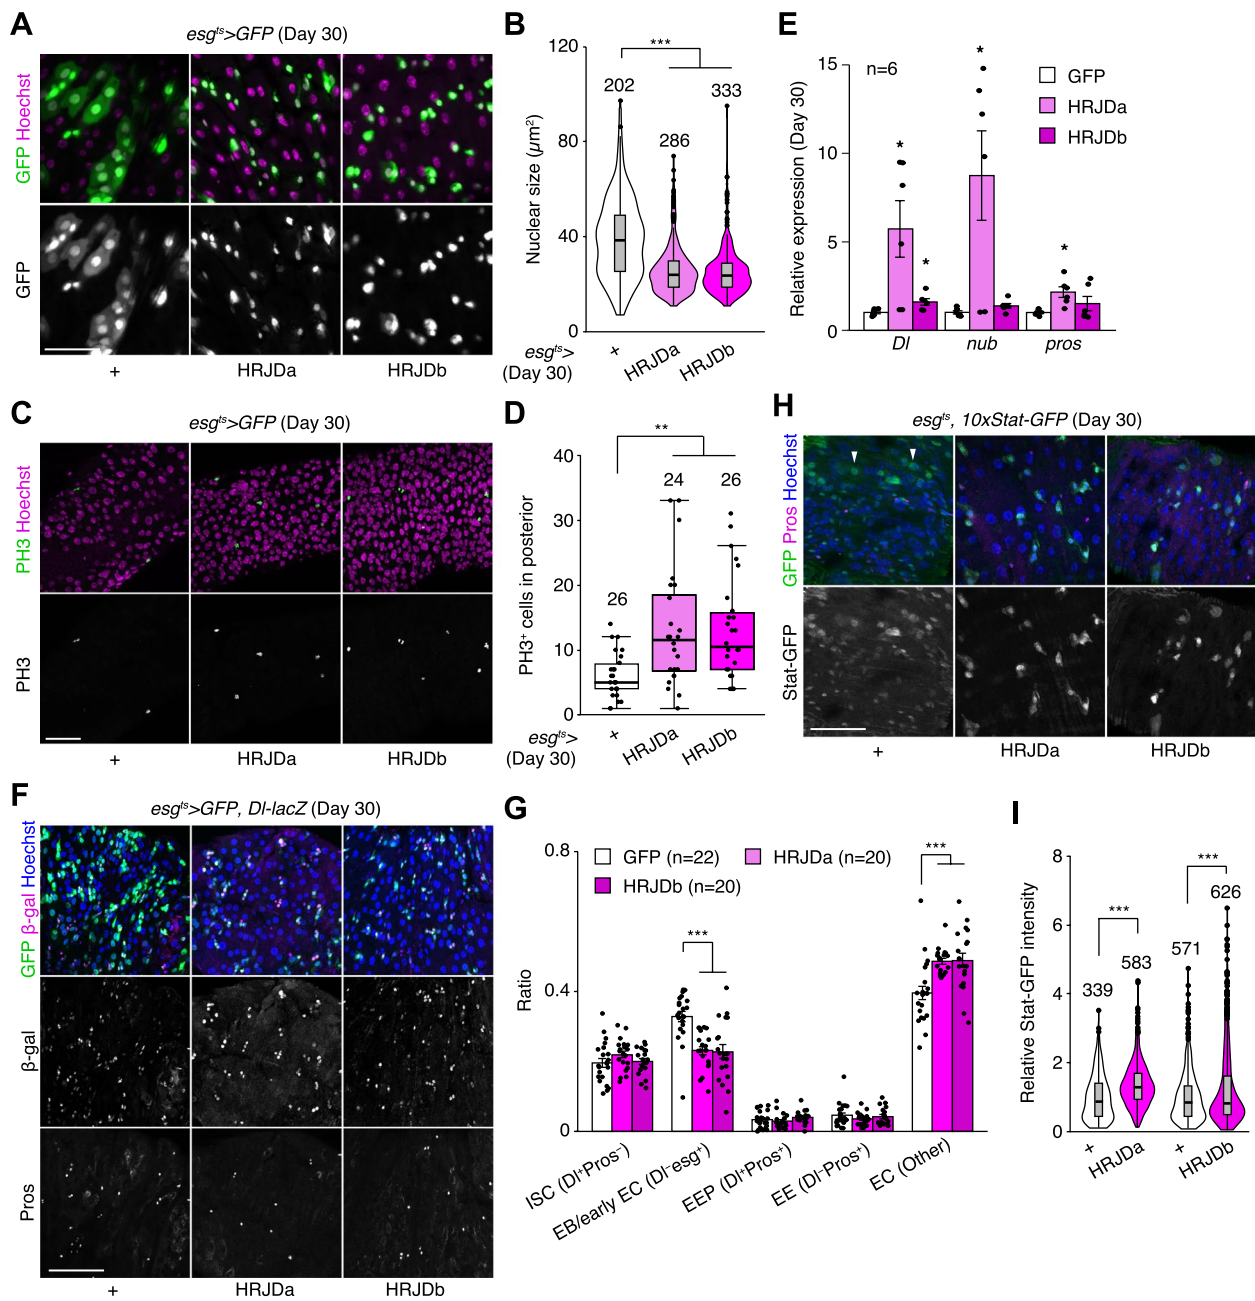 A
esgts>GFP (Day 30)
GFP Hoechst
GFP
+
HRJDa
HRJDb
B
Nuclear size (µm2)
120
80
40
0
***
202
286
333
esgts>
(Day 30)
+
HRJDa
HRJDb
E
Relative expression (Day 30)
15
10
5
0
n=6
*
*
*
*
GFP
HRJDa
HRJDb
Dl
nub
pros
C
esgts>GFP (Day 30)
PH3 Hoechst
PH3
+
HRJDa
HRJDb
D
PH3+ cells in posterior
40
30
20
10
0
**
26
24
26
esgts>
(Day 30)
+
HRJDa
HRJDb
H
esgts, 10xStat-GFP (Day 30)
GFP Pros Hoechst
Stat-GFP
+
HRJDa
HRJDb
F
esgts>GFP, Dl-lacZ (Day 30)
GFP β-gal Hoechst
β-gal
Pros
+
HRJDa
HRJDb
G
Ratio
0.8
0.4
0
GFP (n=22)
HRJDa (n=20)
HRJDb (n=20)
***
***
ISC (Dl+Pros-)
EB/early EC (Dl-esg+)
EEP (Dl+Pros+)
EE (Dl-Pros+)
EC (Other)
I
Relative Stat-GFP intensity
8
6
4
2
0
***
***
339
583
571
626
+
HRJDa
+
HRJDb